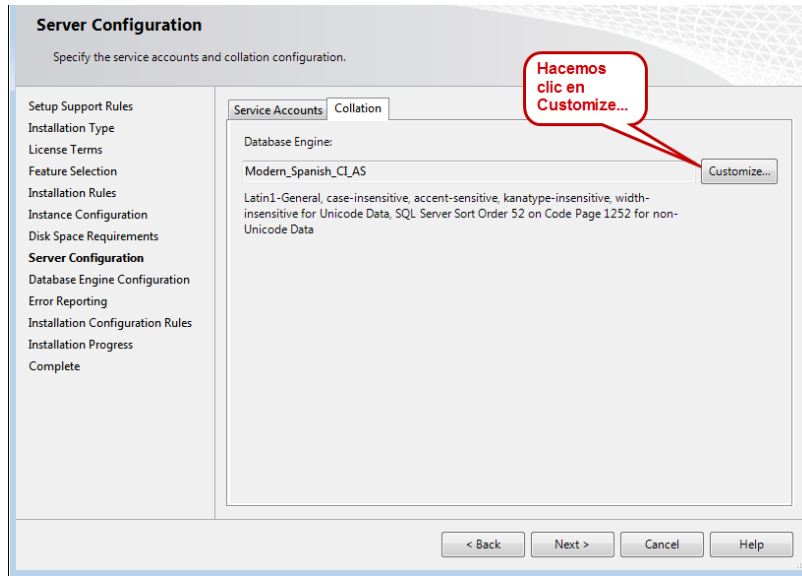 Server Configuration
Specify the service accounts and collation configuration.
Hacemos
clic en
Customize...
Setup Support Rules
Installation Type
License Terms
Feature Selection
Installation Rules
Instance Configuration
Disk Space Requirements
Server Configuration
Database Engine Configuration
Error Reporting
Installation Configuration Rules
Installation Progress
Complete
Service Accounts
Collation
Database Engine:
Modern_Spanish_CI_AS
Customize...
Latin1-General, case-insensitive, accent-sensitive, kanatype-insensitive, width-
insensitive for Unicode Data, SQL Server Sort Order 52 on Code Page 1252 for non-
Unicode Data
< Back
Next >
Cancel
Help